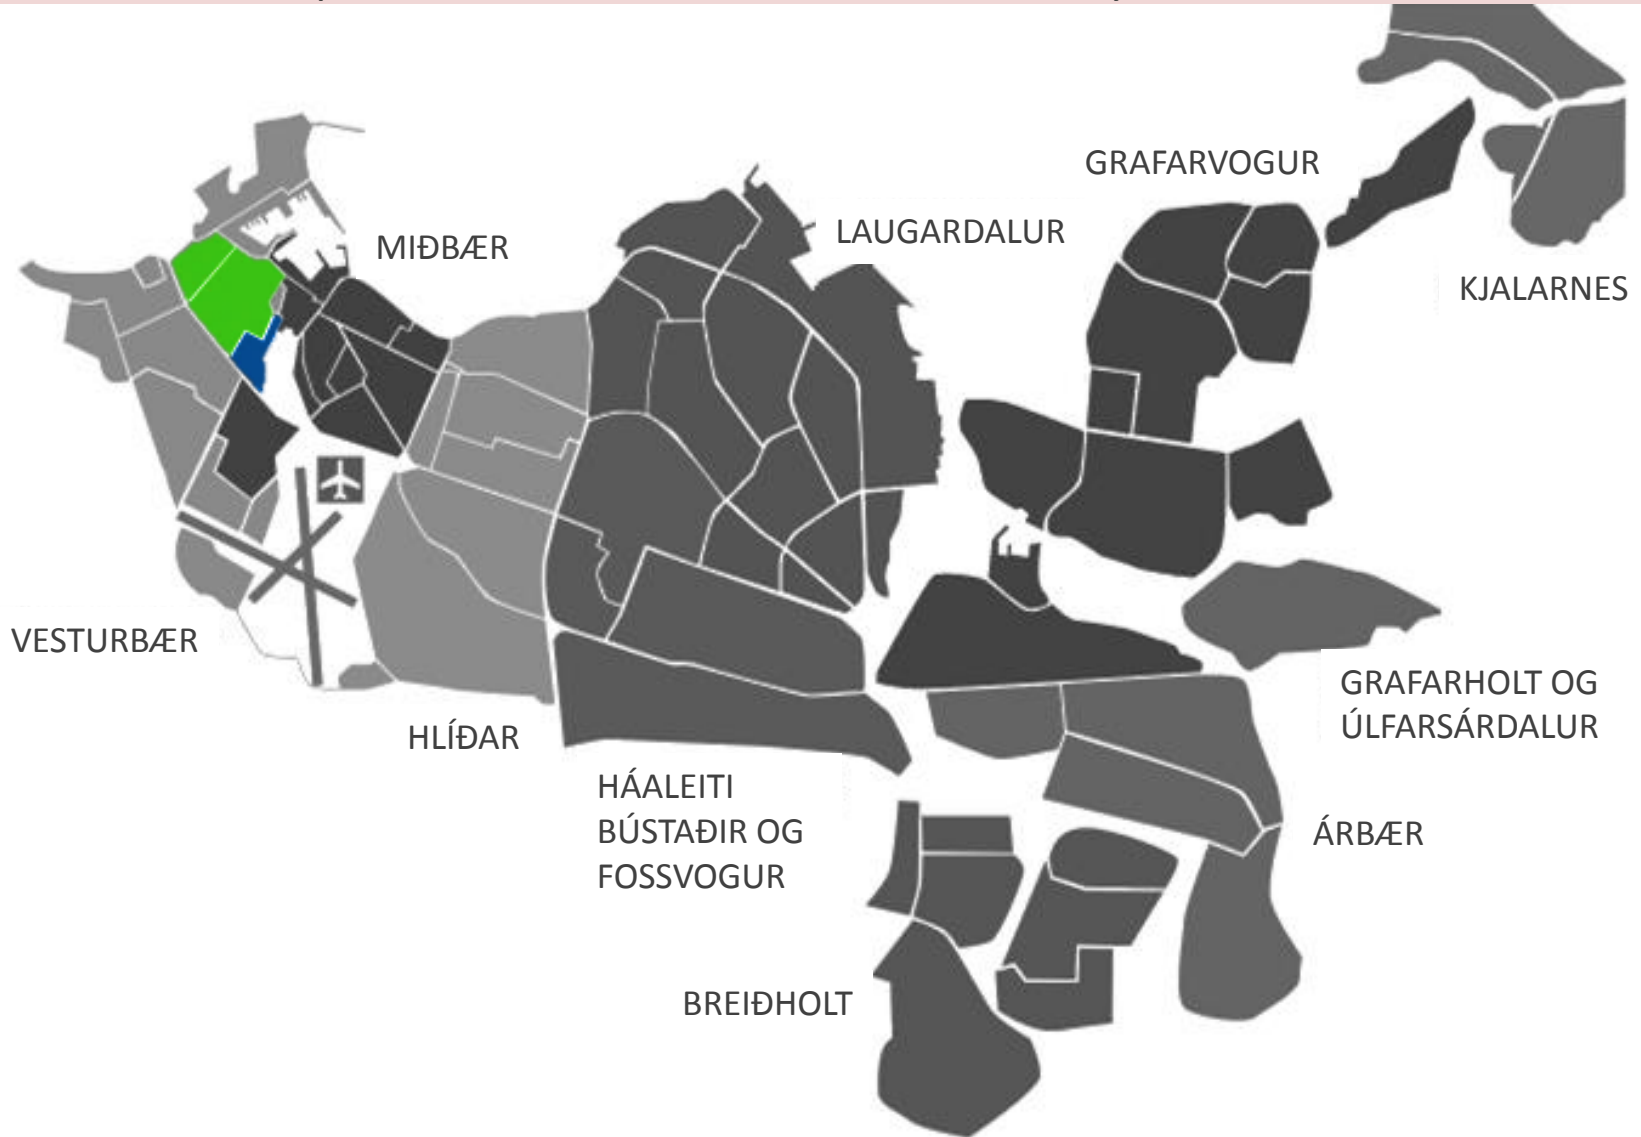 GRAFARVOGUR
MIÐBÆR
LAUGARDALUR
KJALARNES
VESTURBÆR
GRAFARHOLT OG
ÚLFARSÁRDALUR
HLÍÐAR
HÁALEITI
BÚSTAÐIR OG
FOSSVOGUR
ÁRBÆR
BREIÐHOLT